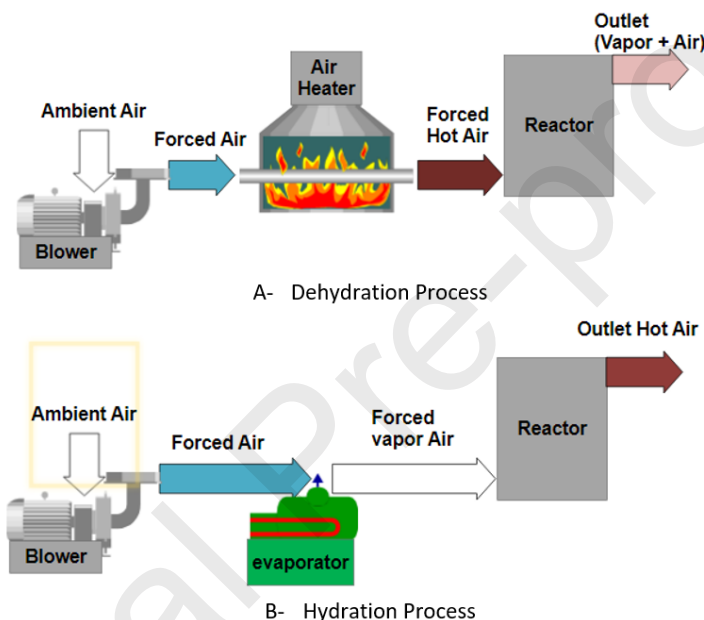 Outlet
(Vapor + Air)
Air
Heater
Ambient Air
Forced Air
Forced
Hot Air
Reactor
Blower
A- Dehydration Process
Outlet Hot Air
Ambient Air
Forced Air
Forced
vapor Air
Reactor
Blower
evaporator
B- Hydration Process